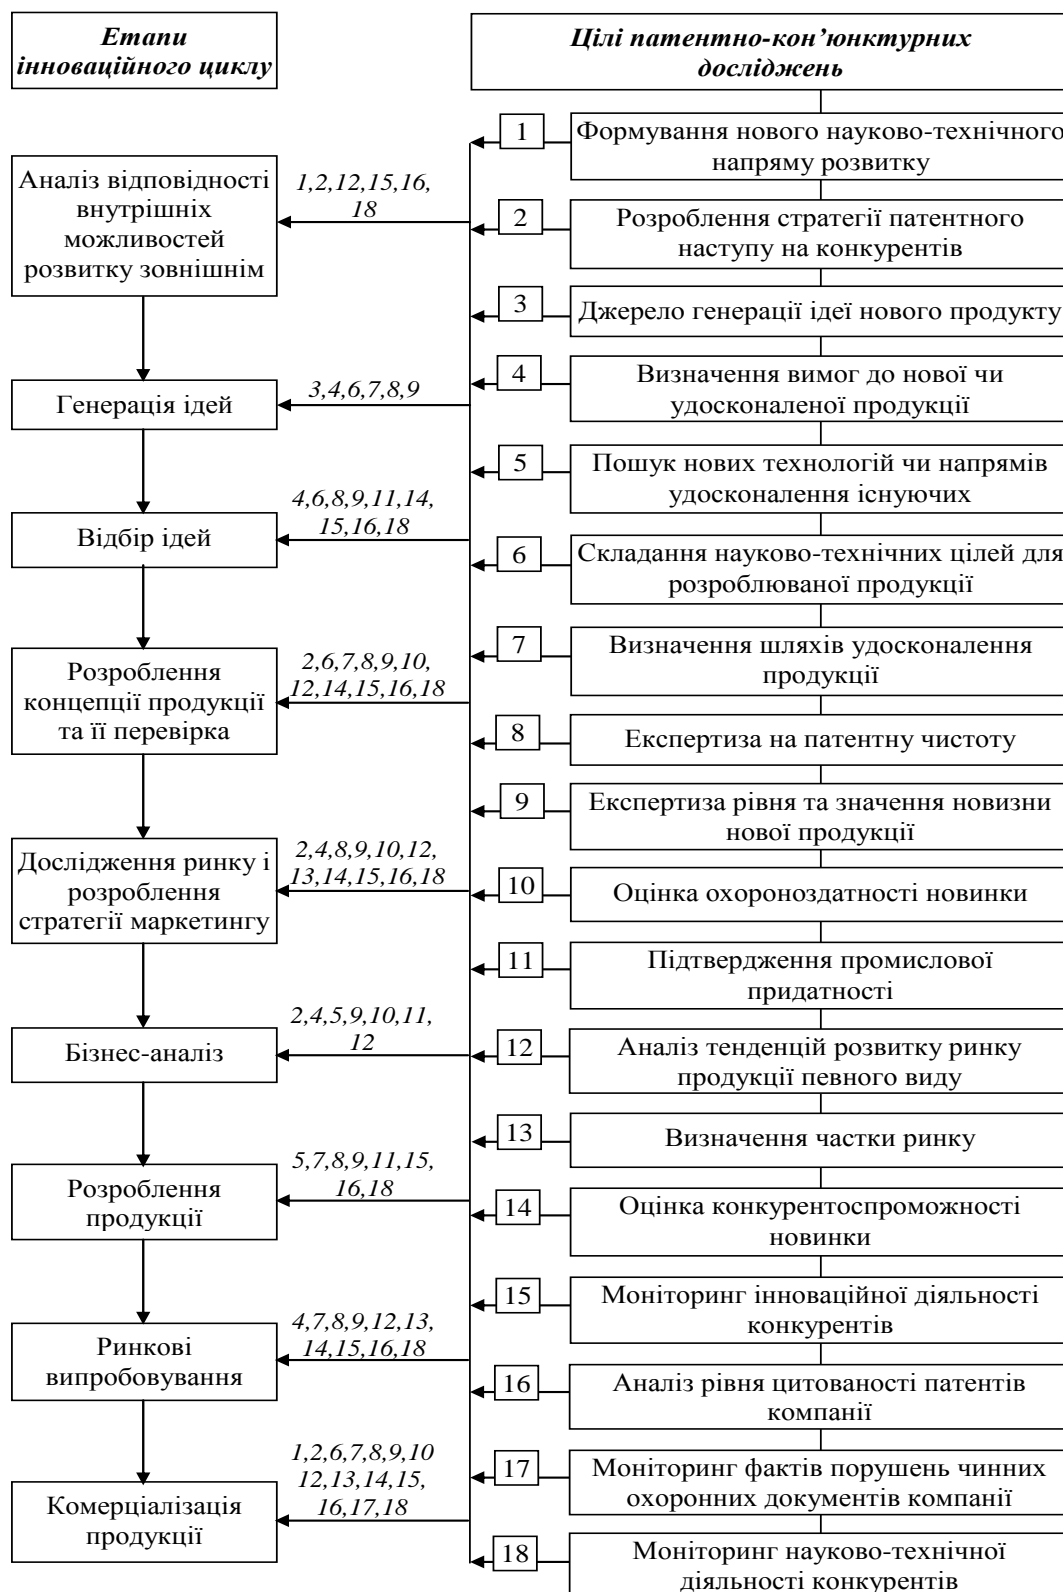 Етапи
інноваційного циклу
Цілі патентно-кон’юнктурних
досліджень
Аналіз відповідності
внутрішніх
можливостей
розвитку зовнішнім
1,2,12,15,16,
18
Генерація ідей
3,4,6,7,8,9
Відбір ідей
4,6,8,9,11,14,
15,16,18
Розроблення
концепції продукції
та її перевірка
2,6,7,8,9,10,
12,14,15,16,18
Дослідження ринку і
розроблення
стратегії маркетингу
2,4,8,9,10,12,
13,14,15,16,18
Бізнес-аналіз
2,4,5,9,10,11,
12
Розроблення
продукції
5,7,8,9,11,15,
16,18
Ринкові
випробовування
4,7,8,9,12,13,
14,15,16,18
Комерціалізація
продукції
1,2,6,7,8,9,10
12,13,14,15,
16,17,18
1
Формування нового науково-технічного
напряму розвитку
2
Розроблення стратегії патентного
наступу на конкурентів
3
Джерело генерації ідеї нового продукту
4
Визначення вимог до нової чи
удосконаленої продукції
5
Пошук нових технологій чи напрямів
удосконалення існуючих
6
Складання науково-технічних цілей для
розроблюваної продукції
7
Визначення шляхів удосконалення
продукції
8
Експертиза на патентну чистоту
9
Експертиза рівня та значення новизни
нової продукції
10
Оцінка охороноздатності новинки
11
Підтвердження промислової
придатності
12
Аналіз тенденцій розвитку ринку
продукції певного виду
13
Визначення частки ринку
14
Оцінка конкурентоспроможності
новинки
15
Моніторинг інноваційної діяльності
конкурентів
16
Аналіз рівня цитованості патентів
компанії
17
Моніторинг фактів порушень чинних
охоронних документів компанії
18
Моніторинг науково-технічної
діяльності конкурентів